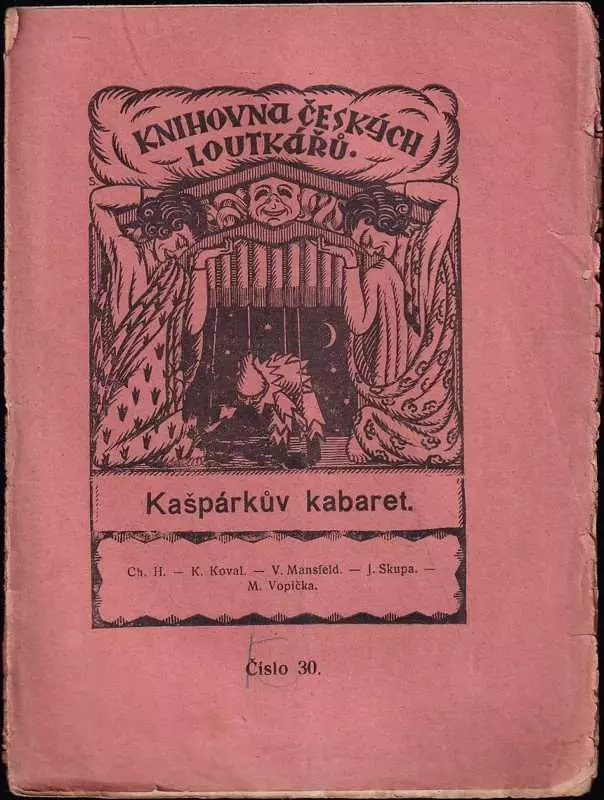 KNIHOVNA ČESKÝCH
LOUTKÁŘŮ.
S.
K.
Kašpárkův kabaret.
Ch. H. — K. Koval. — V. Mansfeld. — J. Skupa. —
M. Vopička.
Číslo 30.